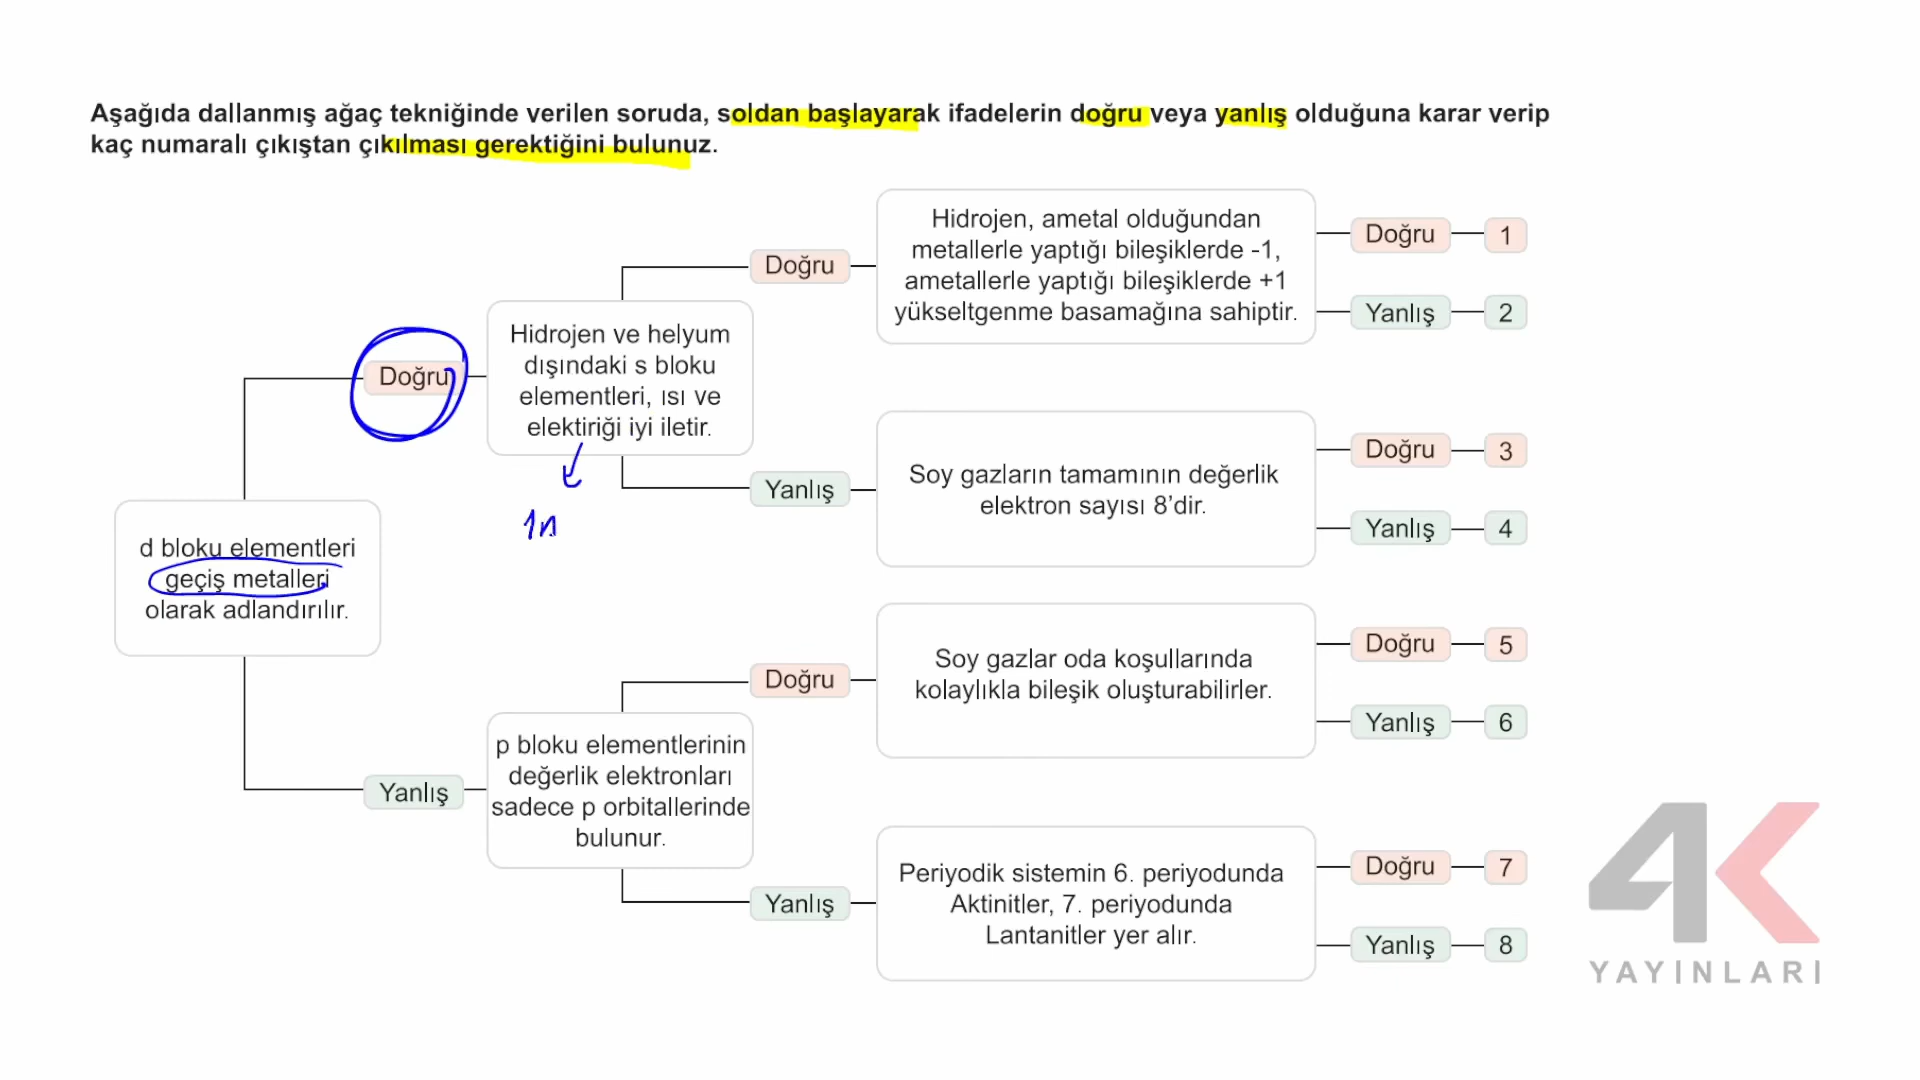 Aşağıda dallanmış ağaç tekniğinde verilen soruda, soldan başlayarak ifadelerin doğru veya yanlış olduğuna karar verip
kaç numaralı çıkıştan çıkılması gerektiğini bulunuz.
d bloku elementleri
geçiş metalleri
olarak adlandırılır.
Doğru
Hidrojen ve helyum
dışındaki s bloku
elementleri, ısı ve
elektiriği iyi iletir.
Doğru
Hidrojen, ametal olduğundan
metallerle yaptığı bileşiklerde -1,
ametallerle yaptığı bileşiklerde +1
yükseltgenme basamağına sahiptir.
Doğru
1
Yanlış
2
Yanlış
Soy gazların tamamının değerlik
elektron sayısı 8’dir.
Doğru
3
Yanlış
4
Yanlış
p bloku elementlerinin
değerlik elektronları
sadece p orbitallerinde
bulunur.
Doğru
Soy gazlar oda koşullarında
kolaylıkla bileşik oluşturabilirler.
Doğru
5
Yanlış
6
Yanlış
Periyodik sistemin 6. periyodunda
Aktinitler, 7. periyodunda
Lantanitler yer alır.
Doğru
7
Yanlış
8
4K
YAYINLARI